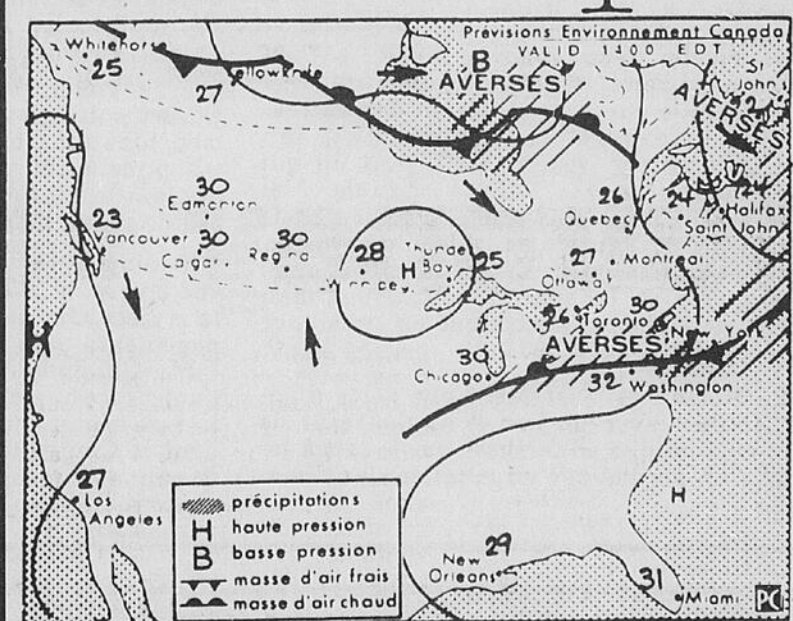 Prévisions Environnement Canada
VALID 1400 EDT
Whitehorse
25
27
Yellowknife
B
AVERSES
St
John's
AVERSES
30
Edmonton
23
Vancouver
30
Calgary
30
Regina
28
Winnipeg
H
Thunder
Bay
25
26
Québec
24
Saint John
24
Halifax
27
Montréal
Ottawa
26
Toronto
30
New York
AVERSES
30
Chicago
32
Washington
H
27
Los
Angeles
H
29
New
Orleans
31
Miami
PC
précipitations
H haute pression
B basse pression
masse d'air frais
masse d'air chaud